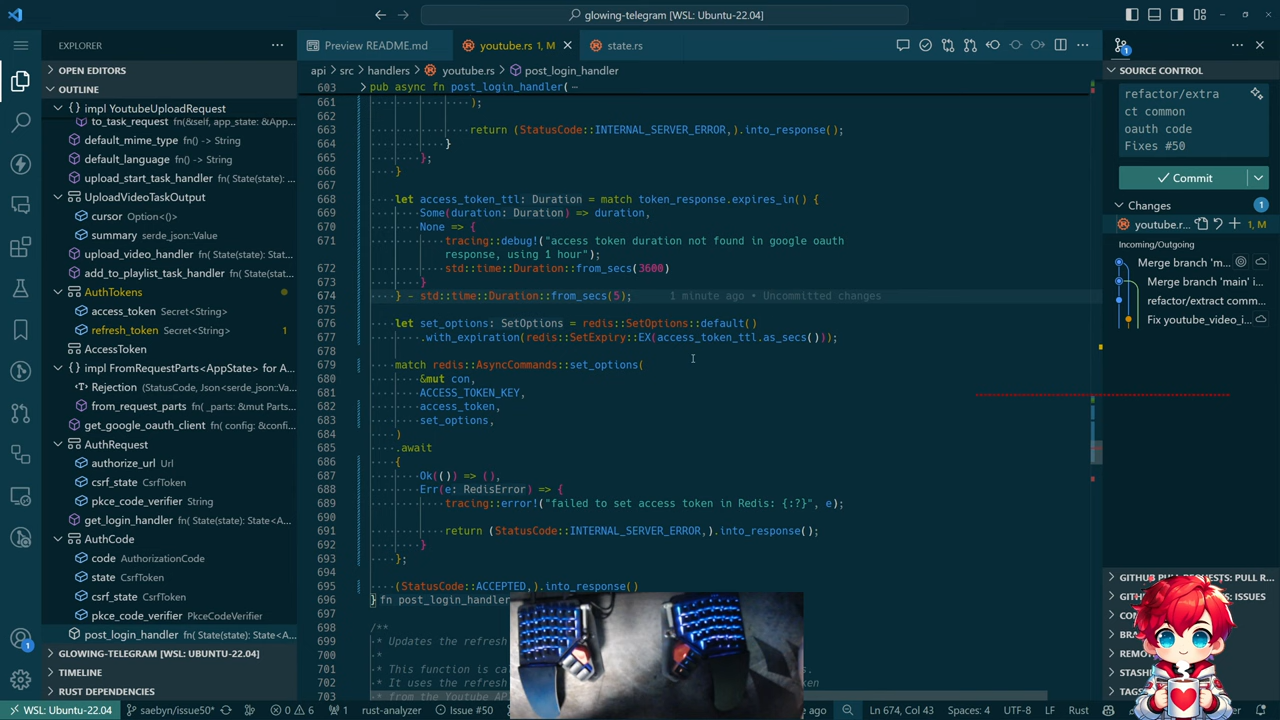 glowing-telegram [WSL: Ubuntu-22.04]
EXPLORER
OPEN EDITORS
OUTLINE
impl YoutubeUploadRequest
to_task_request fn(&self, app_state: &App…
default_mime_type fn() -> String
default_language fn() -> String
upload_start_task_handler fn(State(state)…
UploadVideoTaskOutput
cursor Option<()>
summary serde_json::Value
upload_video_handler fn(State(state): Sta…
add_to_playlist_task_handler fn(State(stat…
AuthTokens
access_token Secret<String>
refresh_token Secret<String> 1
AccessToken
impl FromRequestParts<AppState> for A…
Rejection (StatusCode, Json<serde_json::V…
from_request_parts fn(_parts: &mut Parts…
get_google_oauth_client fn(config: &confi…
AuthRequest
authorize_url Url
csrf_state CsrfToken
pkce_code_verifier String
get_login_handler fn(State(state): State<A…
AuthCode
code AuthorizationCode
state CsrfToken
csrf_state CsrfToken
pkce_code_verifier PkceCodeVerifier
post_login_handler fn(State(state): State<A…
GLOWING-TELEGRAM [WSL: UBUNTU-22.04]
TIMELINE
RUST DEPENDENCIES
Preview README.md
youtube.rs 1, M
state.rs
api > src > handlers > youtube.rs > post_login_handler
603 pub async fn post_login_handler( …
661 );
662
663 return (StatusCode::INTERNAL_SERVER_ERROR,).into_response();
664 }
665 };
666 }
667
668 let access_token_ttl: Duration = match token_response.expires_in() {
669 Some(duration: Duration) => duration,
670 None => {
671 tracing::debug!("access token duration not found in google oauth
response, using 1 hour");
672 std::time::Duration::from_secs(3600)
673 }
674 } - std::time::Duration::from_secs(5); 1 minute ago • Uncommitted changes
675
676 let set_options: SetOptions = redis::SetOptions::default()
677 .with_expiration(redis::SetExpiry::EX(access_token_ttl.as_secs()));
678
679 match redis::AsyncCommands::set_options(
680 &mut con,
681 ACCESS_TOKEN_KEY,
682 access_token,
683 set_options,
684 )
685 .await
686 {
687 Ok(()) => (),
688 Err(e: RedisError) => {
689 tracing::error!("failed to set access token in Redis: {:?}", e);
690
691 return (StatusCode::INTERNAL_SERVER_ERROR,).into_response();
692 }
693 };
694
695 (StatusCode::ACCEPTED,).into_response()
696 } fn post_login_handler
697
698 /**
699 * Updates the refresh
700 *
701 * This function is ca
702 * It uses the refresh
703 * from the Youtube AP
SOURCE CONTROL
refactor/extra
ct common
oauth code
Fixes #50
Commit
Changes 1
youtube.r… 1, M
Incoming/Outgoing
Merge branch 'm…
Merge branch 'main…
refactor/extract comm…
Fix youtube_video_i…
GITHUB PULL REQUESTS: PULL R…
GITHUB
ISSUES
WSL: Ubuntu-22.04
saebyn/issue50*
0 6
1
rust-analyzer
Issue #50
Ln 674, Col 43
Spaces: 4
UTF-8
LF
Rust